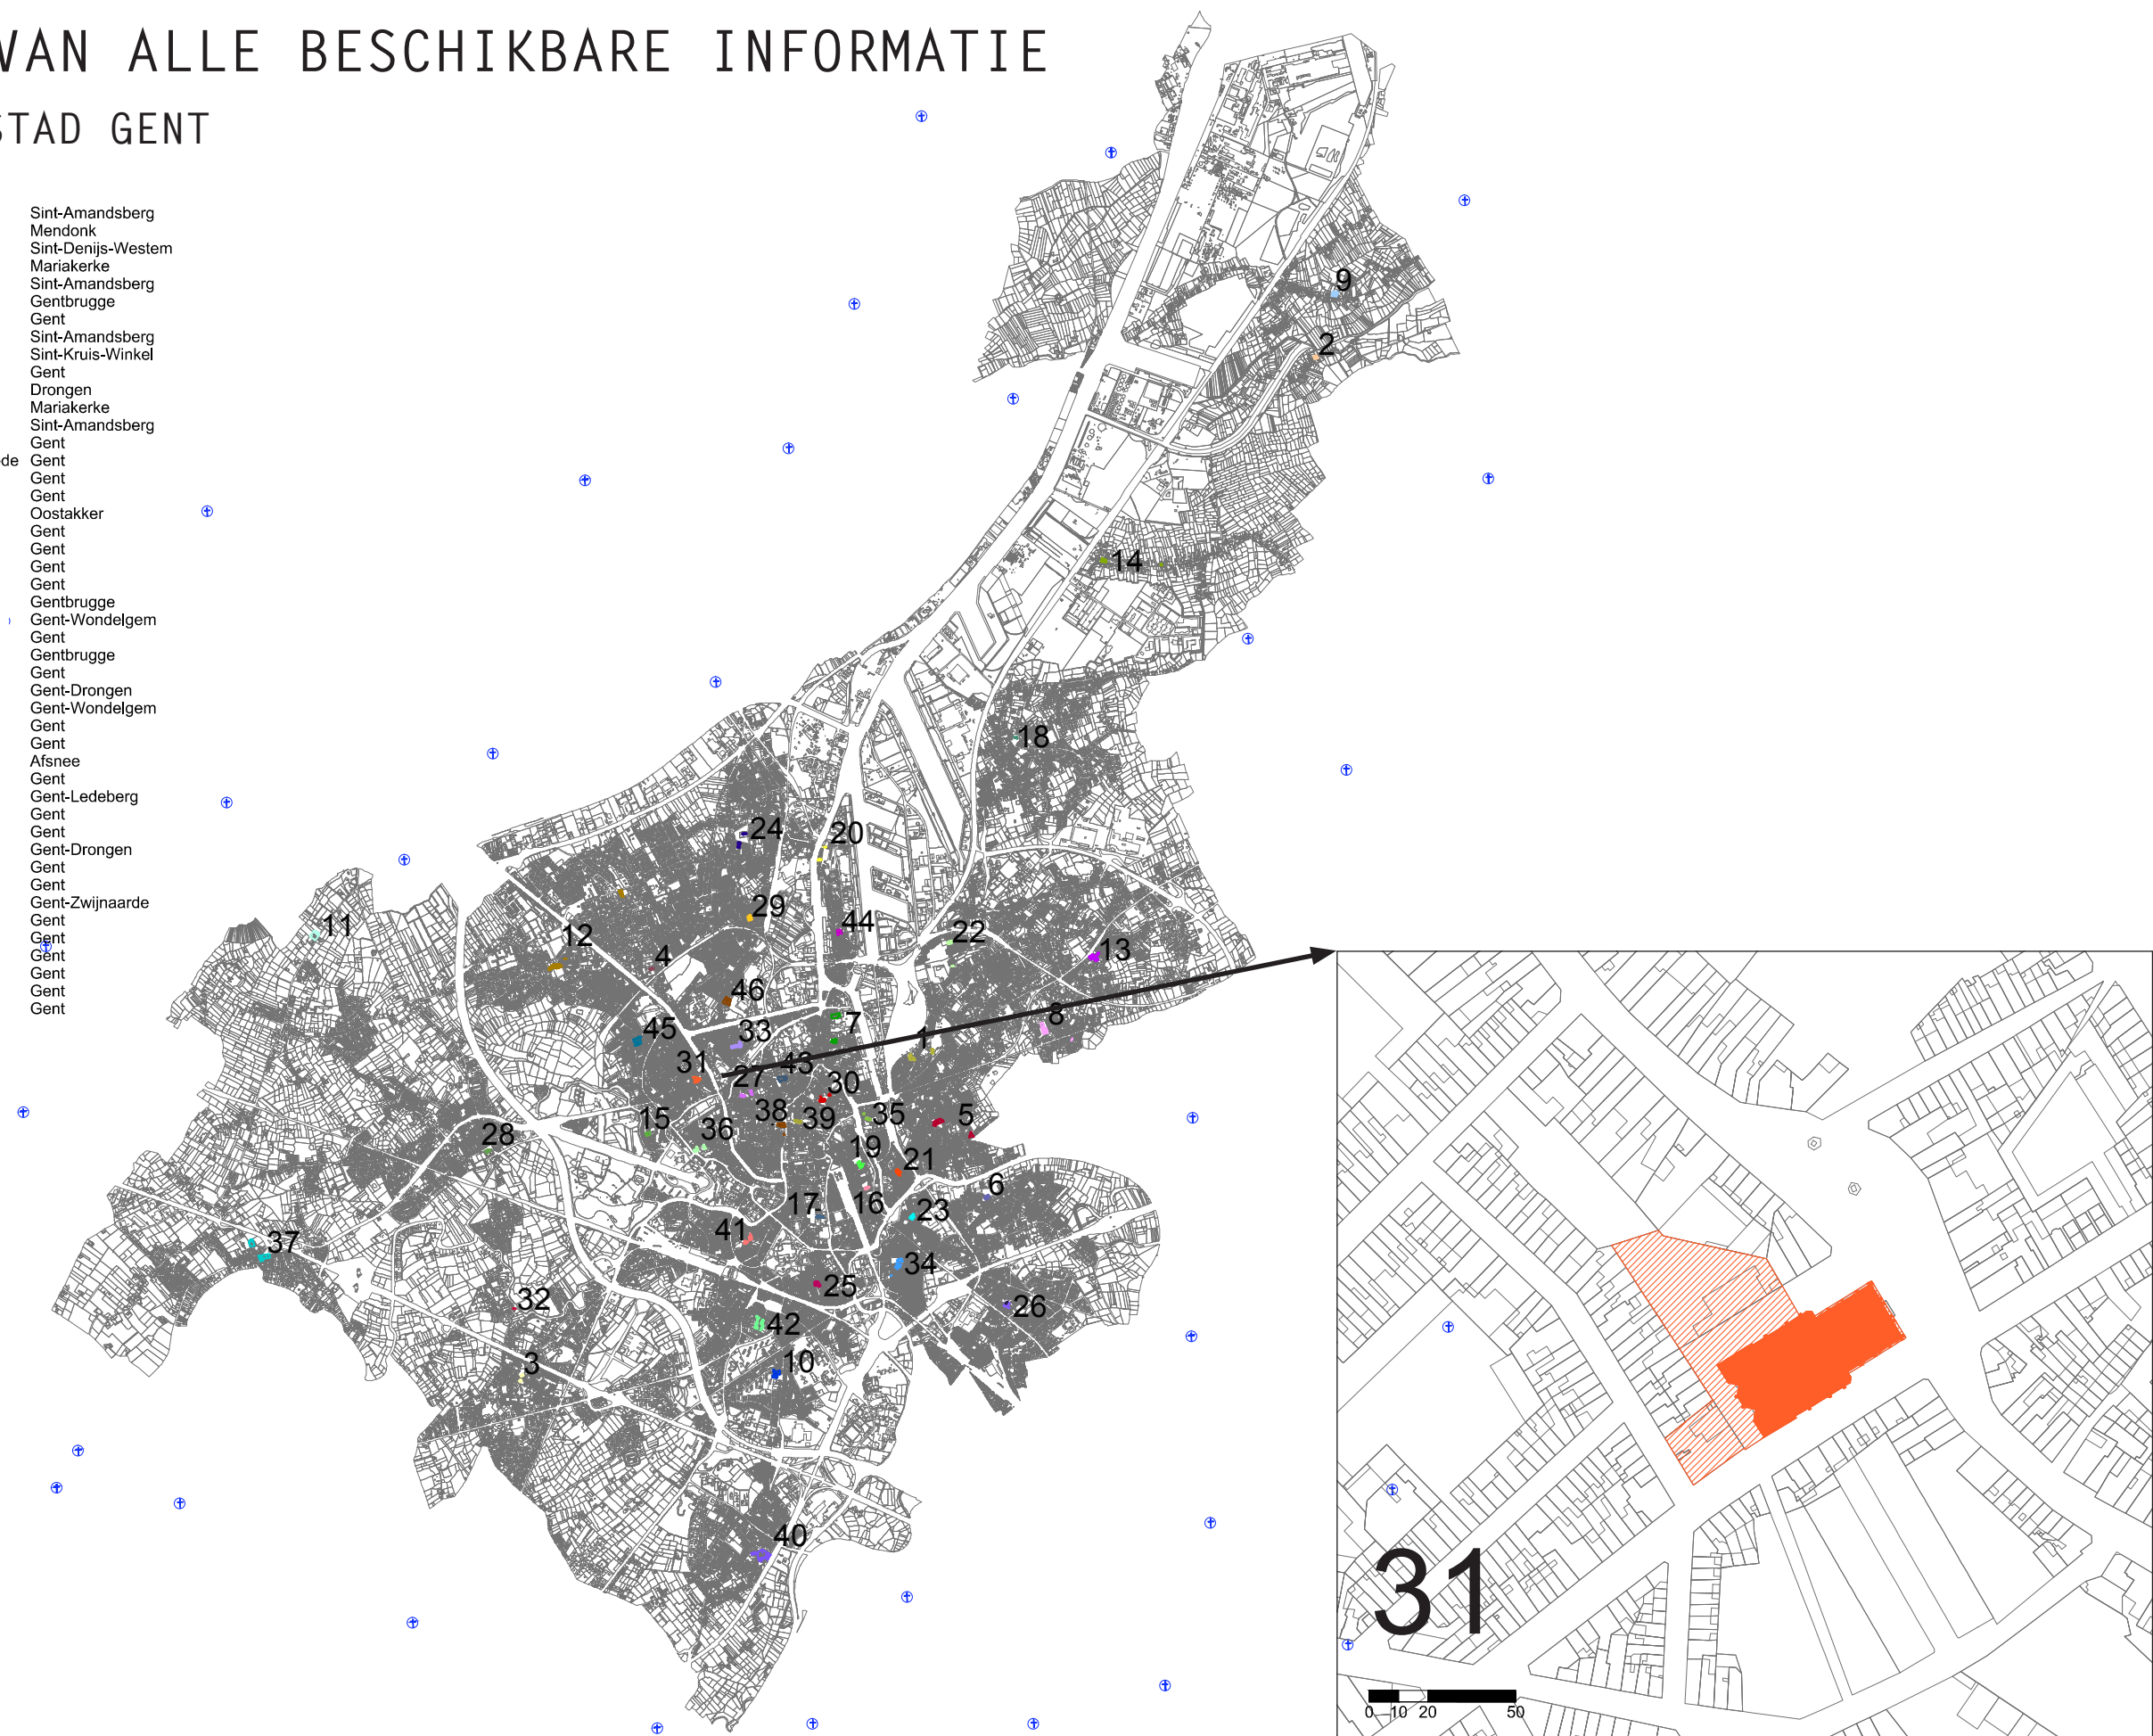 VAN ALLE BESCHIKBARE INFORMATIE
STAD GENT
Sint-Amandsberg
Mendonk
Sint-Denijs-Westem
Mariakerke
Sint-Amandsberg
Gentbrugge
Gent
Sint-Amandsberg
Sint-Kruis-Winkel
Gent
Drongen
Mariakerke
Sint-Amandsberg
Gent
de Gent
Gent
Gent
Oostakker
Gent
Gent
Gent
Gent
Gentbrugge
Gent-Wondelgem
Gent
Gentbrugge
Gent
Gent-Drongen
Gent-Wondelgem
Gent
Gent
Afsnee
Gent
Gent-Ledeberg
Gent
Gent
Gent-Drongen
Gent
Gent
Gent-Zwijnaarde
Gent
Gent
Gent
Gent
Gent
Gent
9
2
14
18
24
20
29
44
11
12
4
22
13
46
7
8
45
33
1
31
27
43
30
15
36
38
39
35
5
28
19
21
6
17
16
23
41
37
34
32
25
26
42
3
10
40
31
0 10 20 50